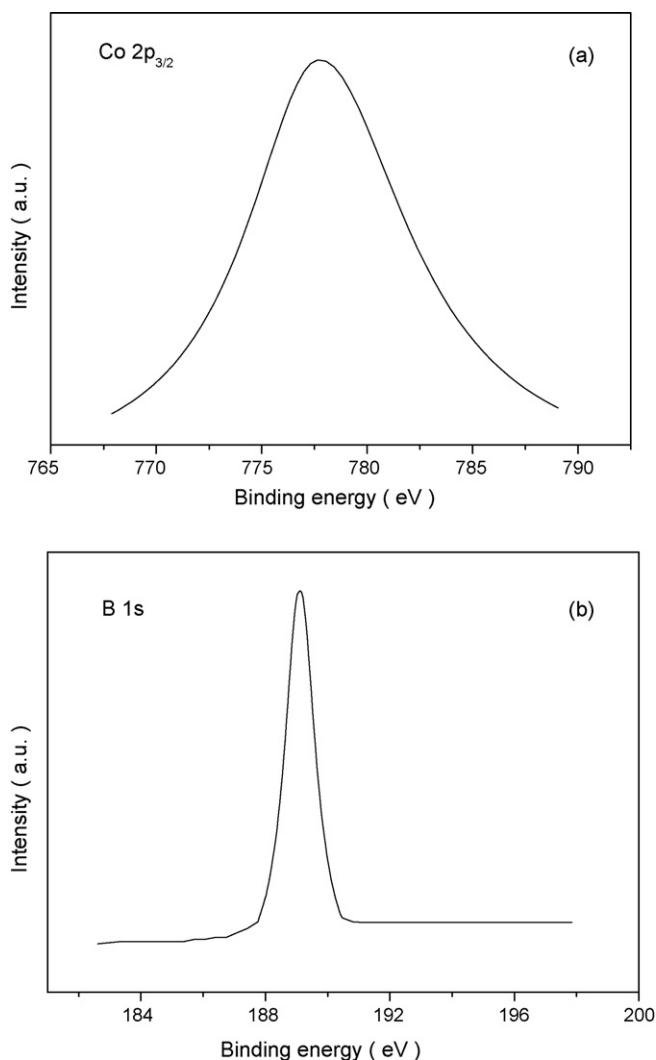 Co 2p3/2
(a)
Intensity ( a.u. )
765 770 775 780 785 790
Binding energy ( eV )
B 1s
(b)
Intensity ( a.u. )
184 188 192 196 200
Binding energy ( eV )